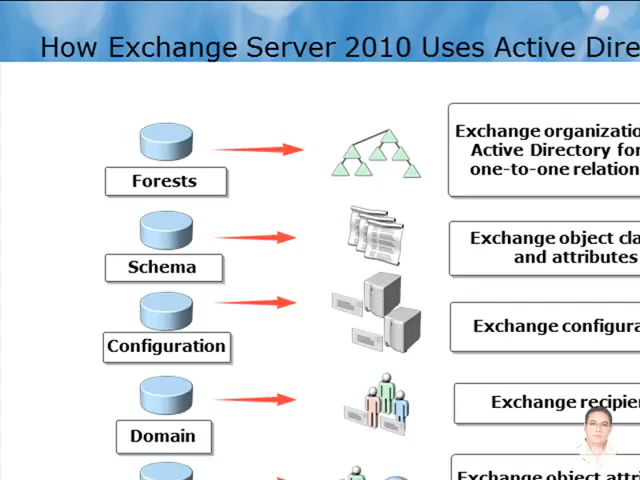 How Exchange Server 2010 Uses Active Dire
Forests
Exchange organizatio
Active Directory for
one-to-one relation
Schema
Exchange object cla
and attributes
Configuration
Exchange configura
Domain
Exchange recipien
Exchange object attri